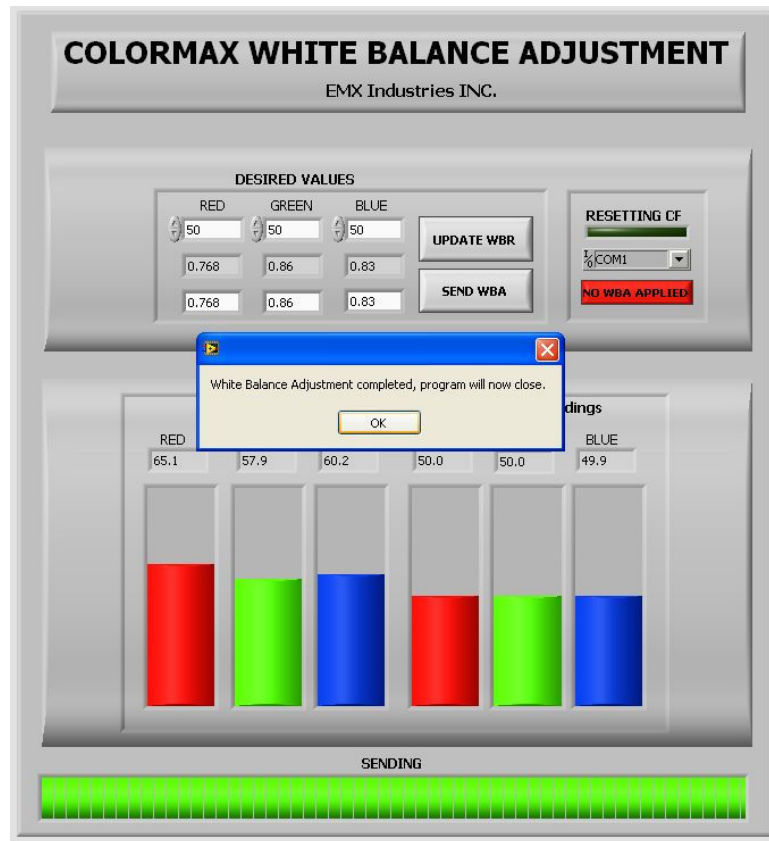 COLORMAX WHITE BALANCE ADJUSTMENT
EMX Industries INC.
DESIRED VALUES
RED GREEN BLUE
50 50 50
UPDATE WBR
0.768 0.86 0.83
SEND WBA
0.768 0.86 0.83
RESETTING CF
COM1
NO WBA APPLIED
White Balance Adjustment completed, program will now close.
OK
RED BLUE
65.1 57.9 60.2 50.0 50.0 49.9
SENDING